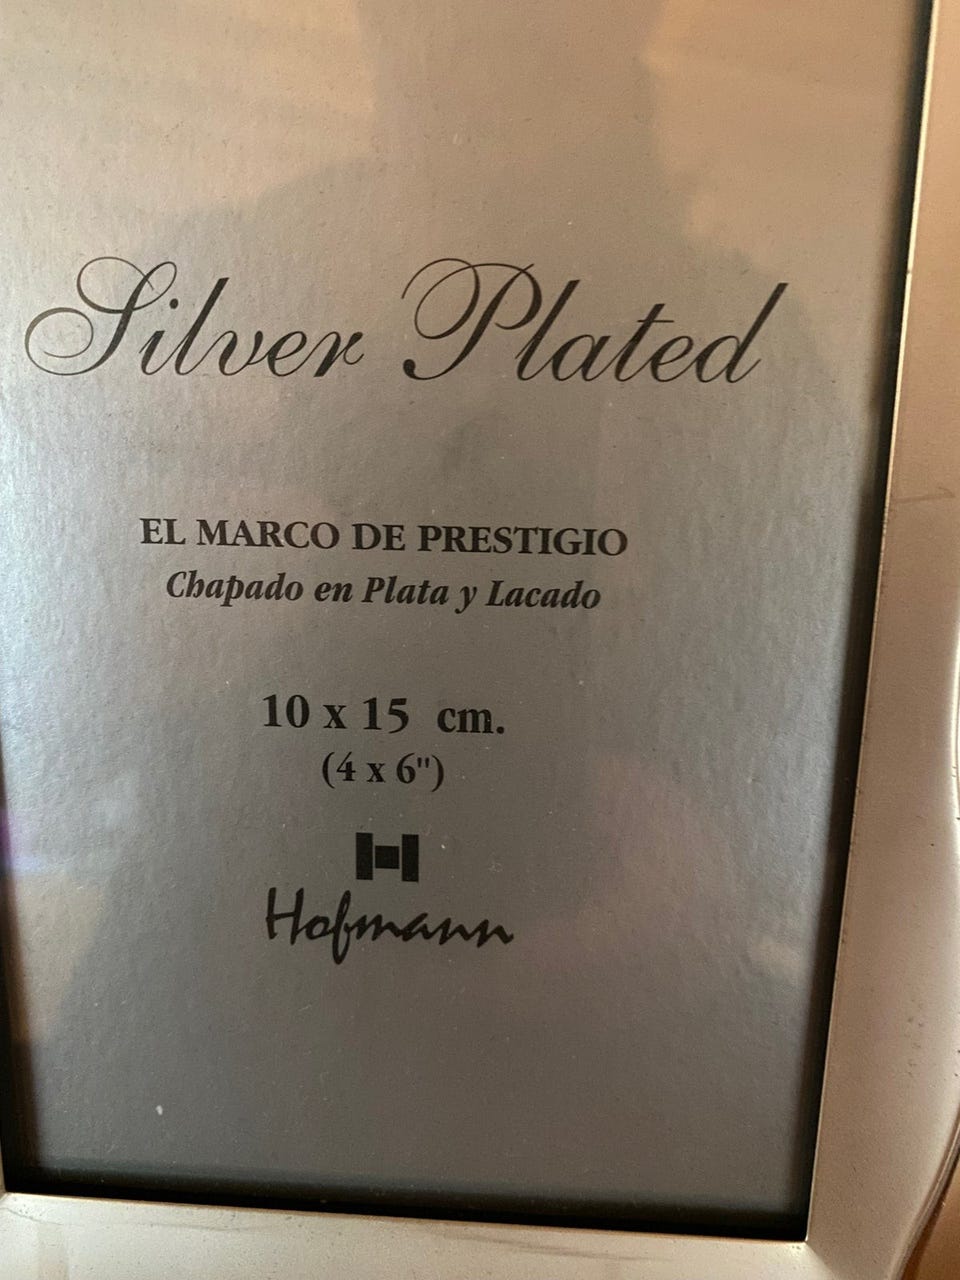 Silver Plated
EL MARCO DE PRESTIGIO
Chapado en Plata y Lacado
10 x 15 cm.
(4 x 6")
H
Hofmann